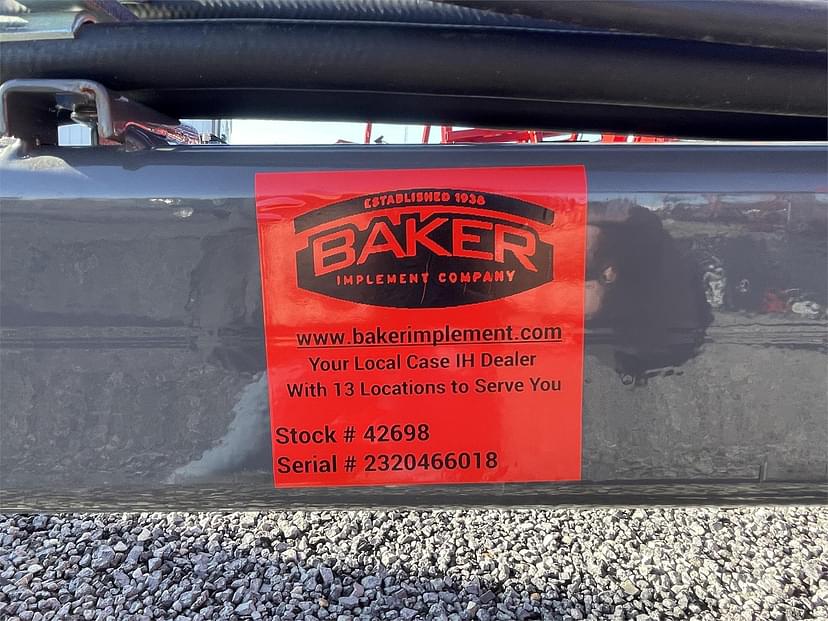 ESTABLISHED 1938
BAKER
IMPLEMENT COMPANY
www.bakerimplement.com
Your Local Case IH Dealer
With 13 Locations to Serve You
Stock # 42698
Serial # 2320466018